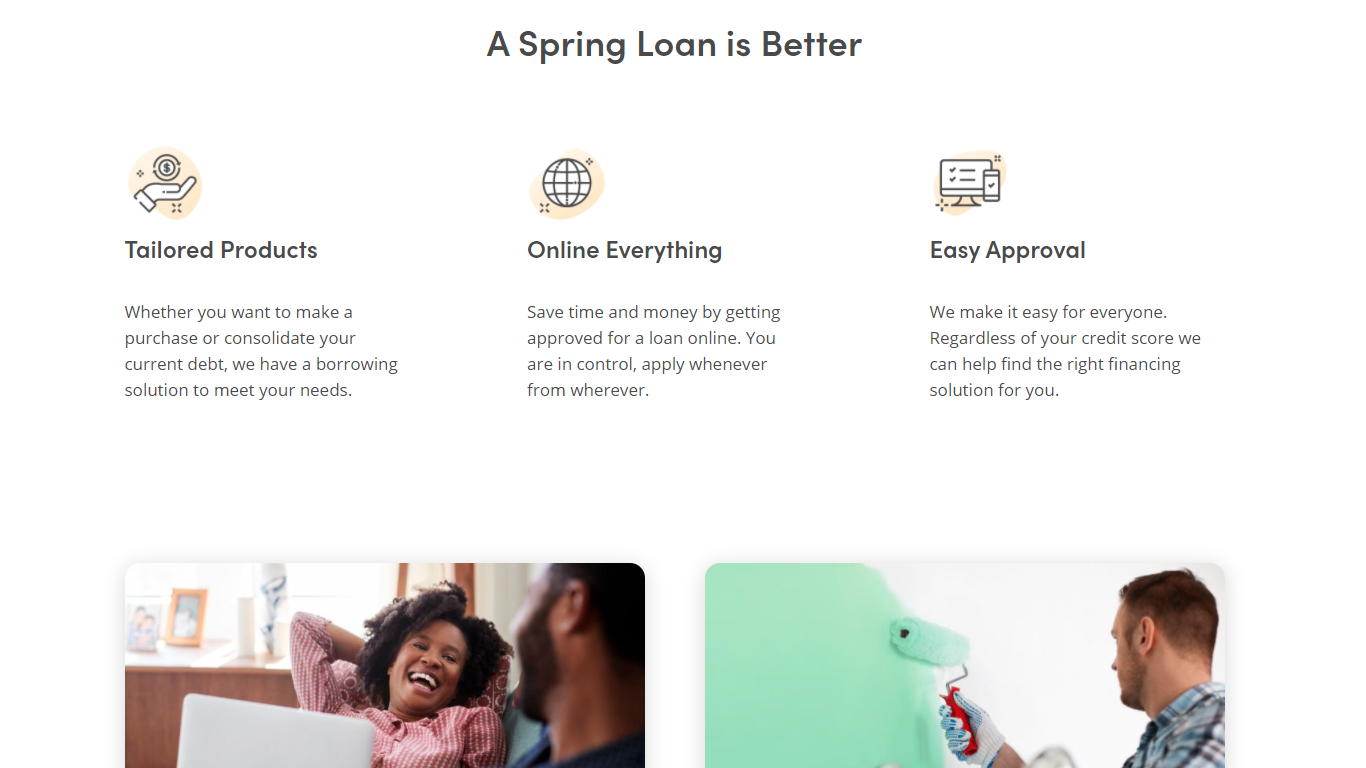 A Spring Loan is Better
Tailored Products
Whether you want to make a
purchase or consolidate your
current debt, we have a borrowing
solution to meet your needs.
Online Everything
Save time and money by getting
approved for a loan online. You
are in control, apply whenever
from wherever.
Easy Approval
We make it easy for everyone.
Regardless of your credit score we
can help find the right financing
solution for you.